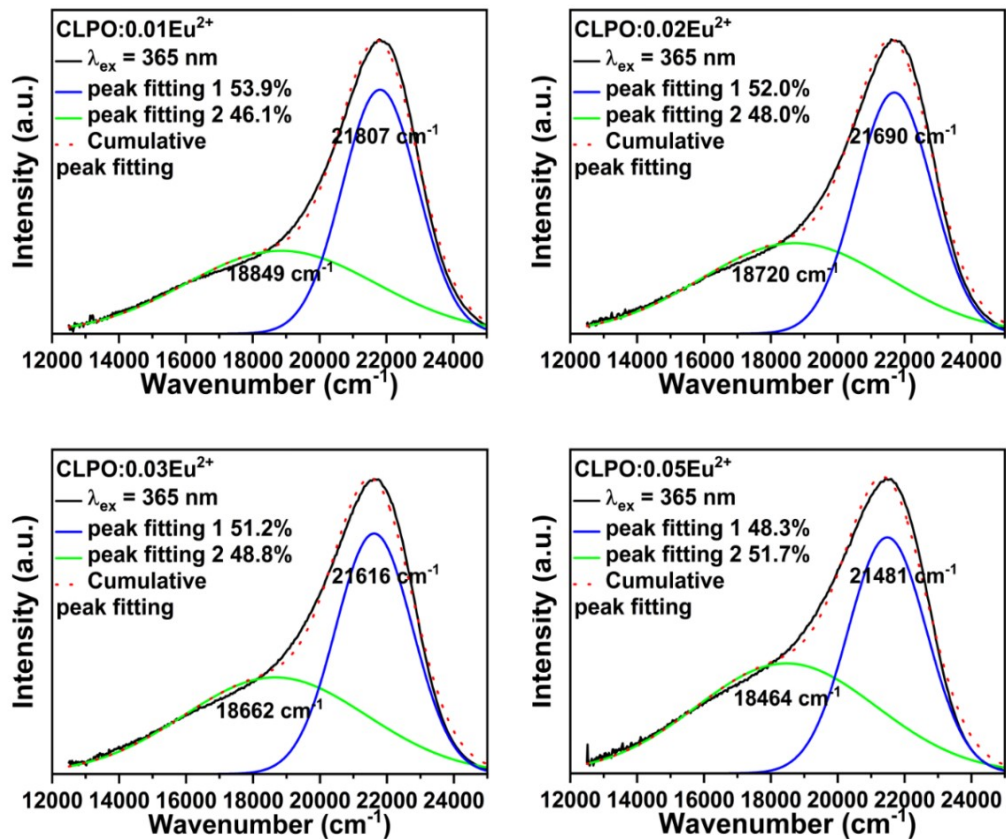 CLPO:0.01Eu²⁺
λₑₓ = 365 nm
peak fitting 1 53.9%
peak fitting 2 46.1%
Cumulative
peak fitting
21807 cm⁻¹
18849 cm⁻¹
Intensity (a.u.)
12000 14000 16000 18000 20000 22000 24000
Wavenumber (cm⁻¹)
CLPO:0.02Eu²⁺
λₑₓ = 365 nm
peak fitting 1 52.0%
peak fitting 2 48.0%
Cumulative
peak fitting
21690 cm⁻¹
18720 cm⁻¹
Intensity (a.u.)
12000 14000 16000 18000 20000 22000 24000
Wavenumber (cm⁻¹)
CLPO:0.03Eu²⁺
λₑₓ = 365 nm
peak fitting 1 51.2%
peak fitting 2 48.8%
Cumulative
peak fitting
21616 cm⁻¹
18662 cm⁻¹
Intensity (a.u.)
12000 14000 16000 18000 20000 22000 24000
Wavenumber (cm⁻¹)
CLPO:0.05Eu²⁺
λₑₓ = 365 nm
peak fitting 1 48.3%
peak fitting 2 51.7%
Cumulative
peak fitting
21481 cm⁻¹
18464 cm⁻¹
Intensity (a.u.)
12000 14000 16000 18000 20000 22000 24000
Wavenumber (cm⁻¹)